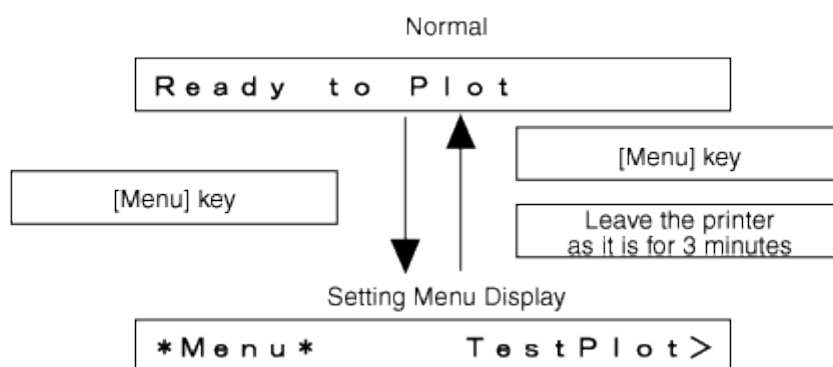 Normal
Ready to Plot
[Menu] key
[Menu] key
Leave the printer
as it is for 3 minutes
Setting Menu Display
*Menu* TestPlot>